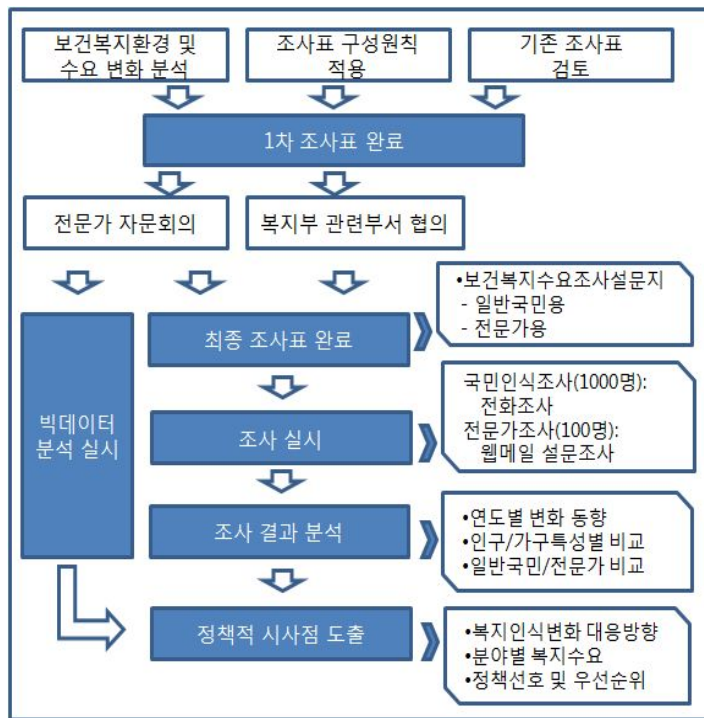 보건복지환경 및
수요 변화 분석
조사표 구성원칙
적용
기존 조사표
검토
1차 조사표 완료
전문가 자문회의
복지부 관련부서 협의
빅데이터
분석 실시
최종 조사표 완료
•보건복지수요조사설문지
- 일반국민용
- 전문가용
조사 실시
국민인식조사(1000명):
전화조사
전문가조사(100명):
웹메일 설문조사
조사 결과 분석
•연도별 변화 동향
•인구/가구특성별 비교
•일반국민/전문가 비교
정책적 시사점 도출
•복지인식변화 대응방향
•분야별 복지수요
•정책선호 및 우선순위